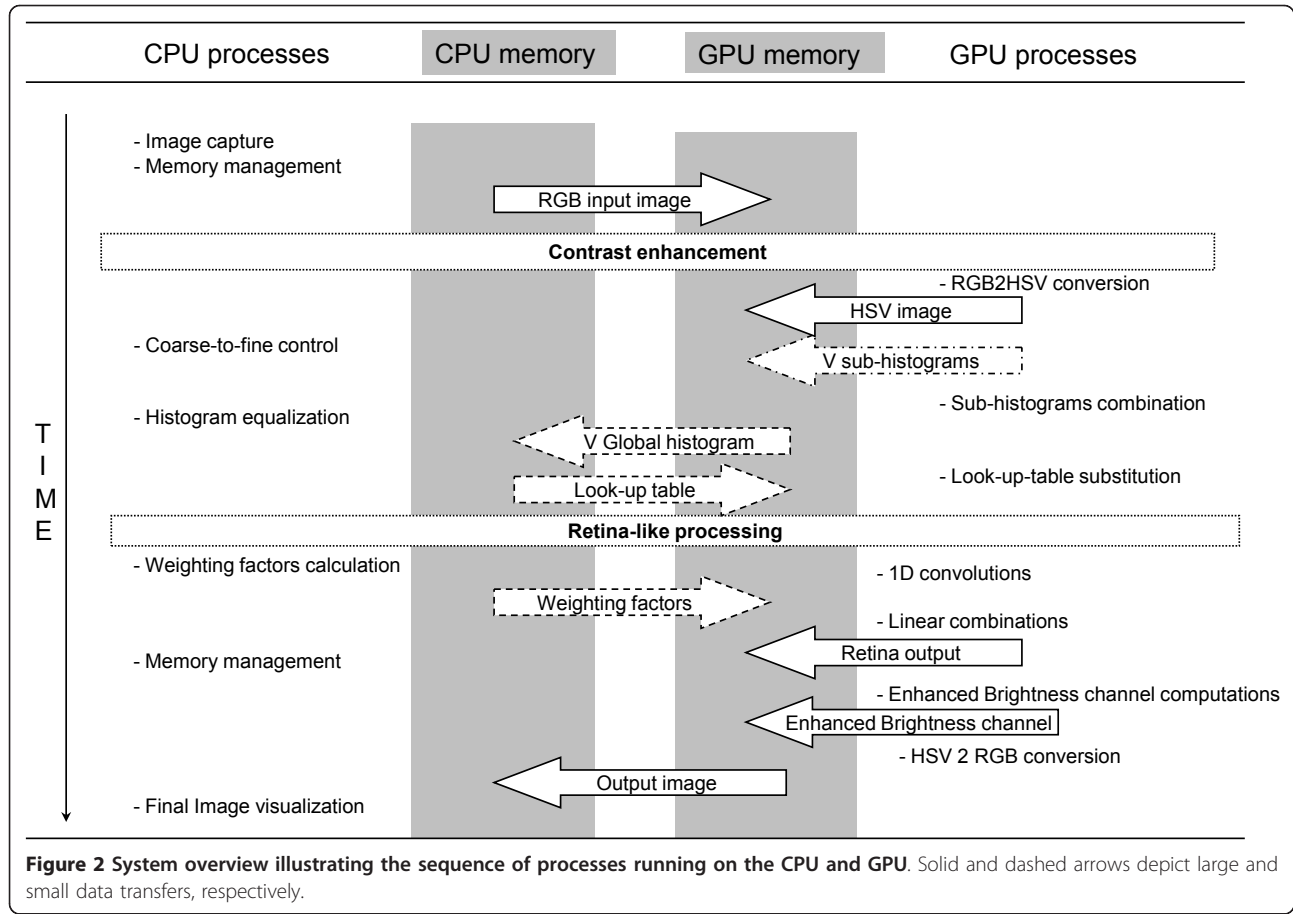 CPU processes CPU memory GPU memory GPU processes
- Image capture
- Memory management
RGB input image
Contrast enhancement
- RGB2HSV conversion
HSV image
- Coarse-to-fine control
V sub-histograms
- Histogram equalization
- Sub-histograms combination
V Global histogram
- Look-up-table substitution
Look-up table
TIME
Retina-like processing
- Weighting factors calculation
- 1D convolutions
Weighting factors
- Linear combinations
- Memory management
Retina output
- Enhanced Brightness channel computations
Enhanced Brightness channel
- HSV 2 RGB conversion
Output image
- Final Image visualization
Figure 2 System overview illustrating the sequence of processes running on the CPU and GPU. Solid and dashed arrows depict large and
small data transfers, respectively.